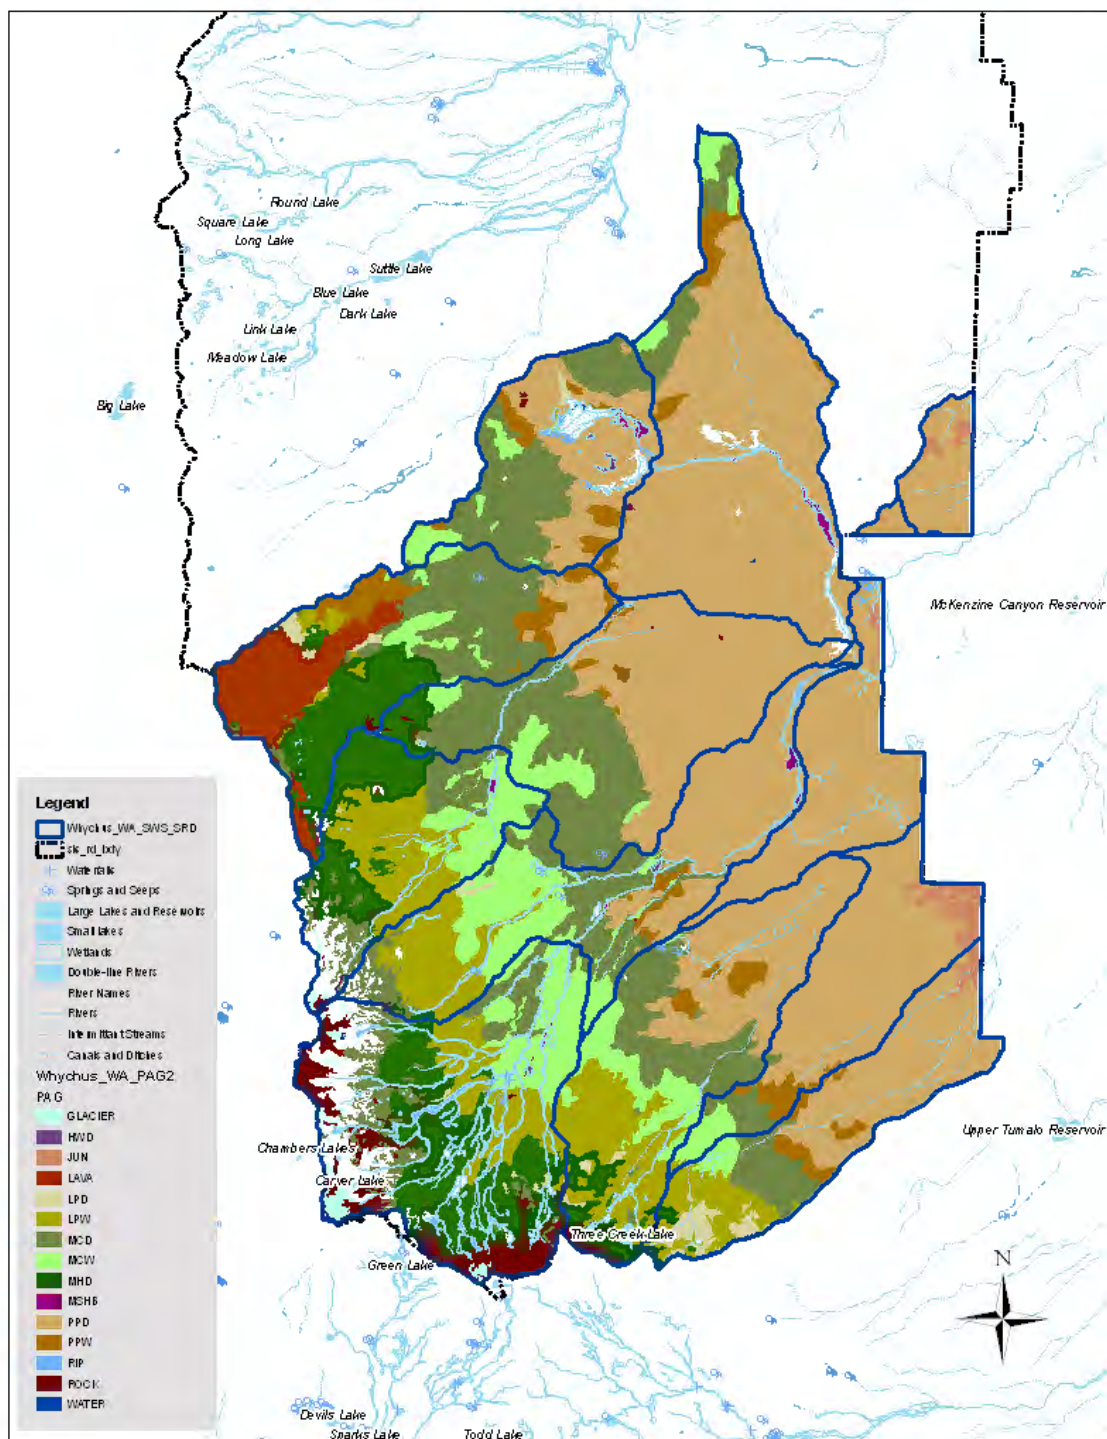 Round Lake
Square Lake
Long Lake
Suttle Lake
Blue Lake
Dark Lake
Link Lake
Meadow Lake
Big Lake
McKenzine Canyon Reservoir
Legend
Whychus_WA_SWS_SRD
sis_rd_bdy
Waterfalls
Springs and Seeps
Large Lakes and Reservoirs
Small lakes
Wetlands
Double-line Rivers
River Names
Rivers
Intermittent Streams
Canals and Ditches
Whychus_WA_PAG2
PAG
GLACIER
HWD
JUN
LAVA
LPD
LPW
MCD
MCW
MHD
MSHB
PPD
PPW
RIP
ROCK
WATER
Upper Tumalo Reservoir
Chambers Lakes
Carver Lake
Three Creek Lake
Green Lake
N
Devils Lake
Sparks Lake
Todd Lake